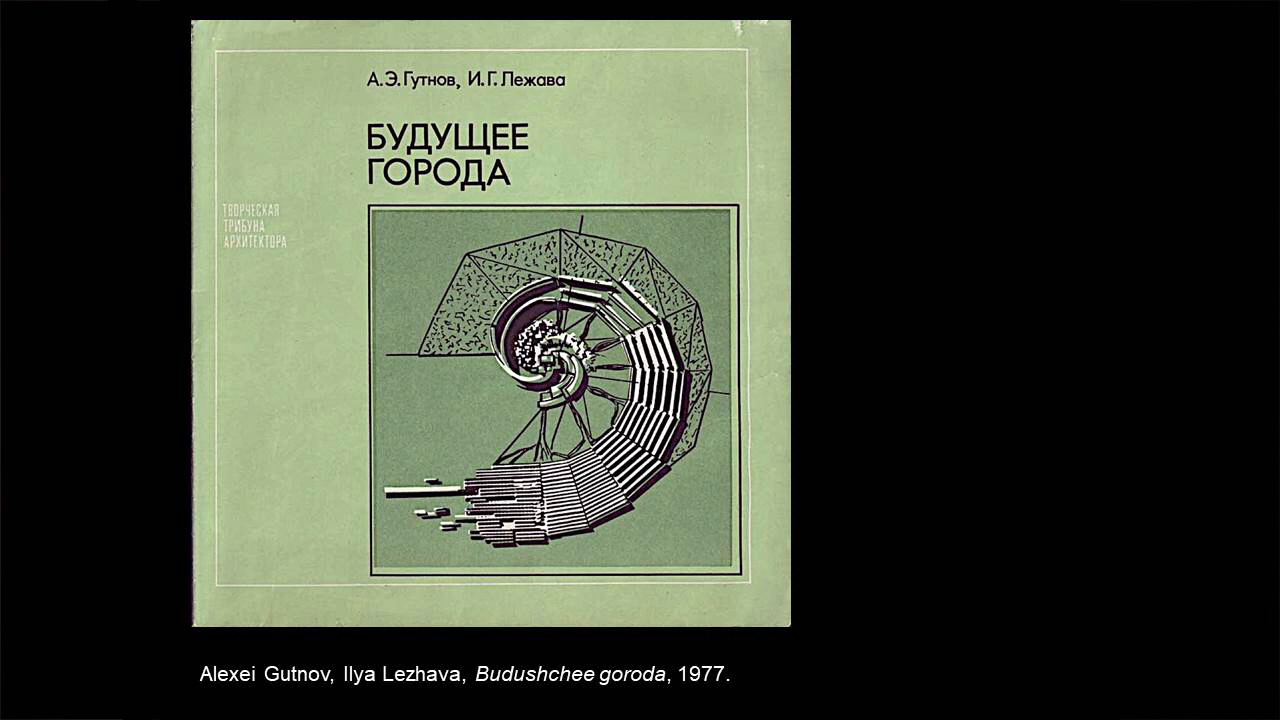 А.Э.Гутнов, И.Г.Лежава
БУДУЩЕЕ
ГОРОДА
ТВОРЧЕСКАЯ
ТРИБУНА
АРХИТЕКТОРА
Alexei Gutnov, Ilya Lezhava, Budushchee goroda, 1977.